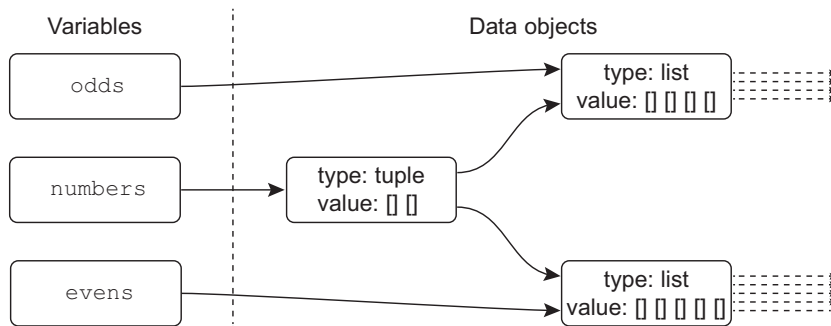 Variables
Data objects
odds
type: list
value: [] [] [] []
numbers
type: tuple
value: [] []
evens
type: list
value: [] [] [] [] []